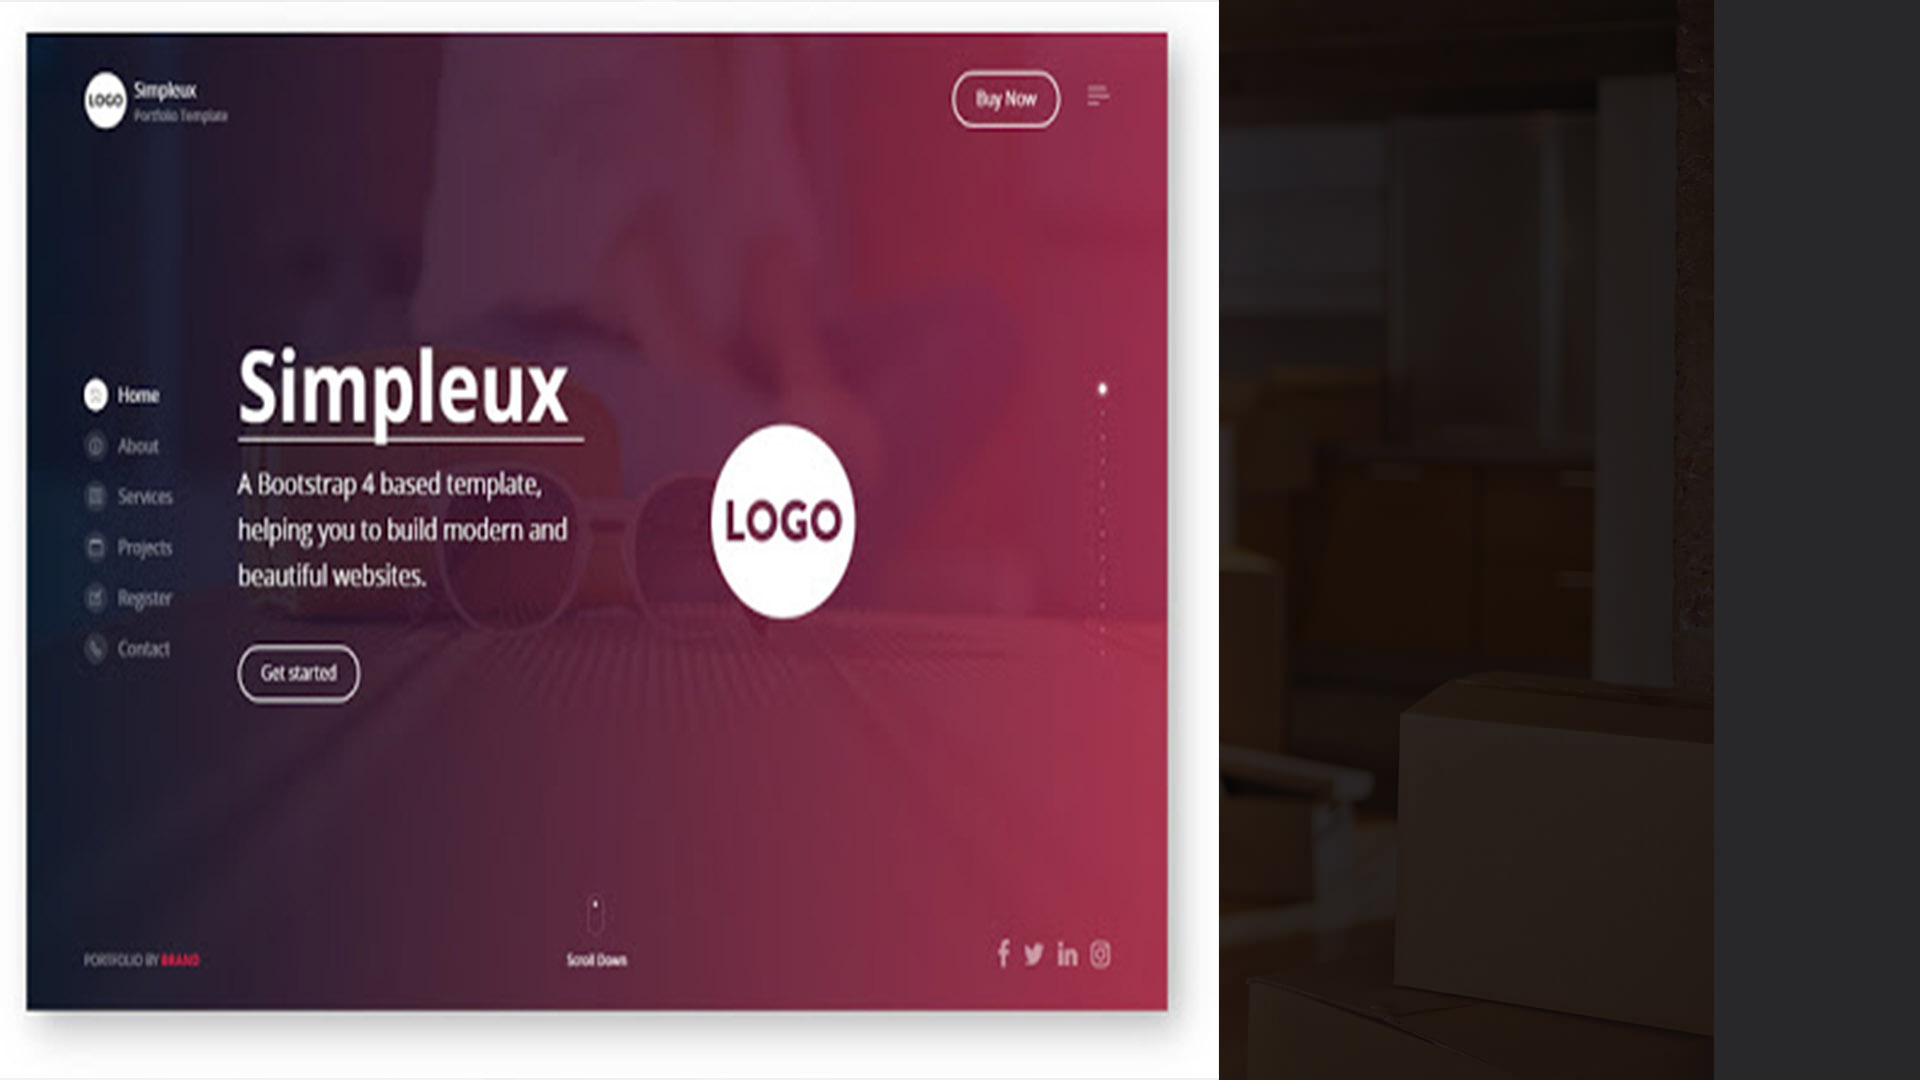 LOGO
Simpleux
Portfolio Template
Buy Now
Home
About
Services
Projects
Register
Contact
Simpleux
A Bootstrap 4 based template,
helping you to build modern and
beautiful websites.
Get started
LOGO
PORTFOLIO BY BRAND
Scroll Down